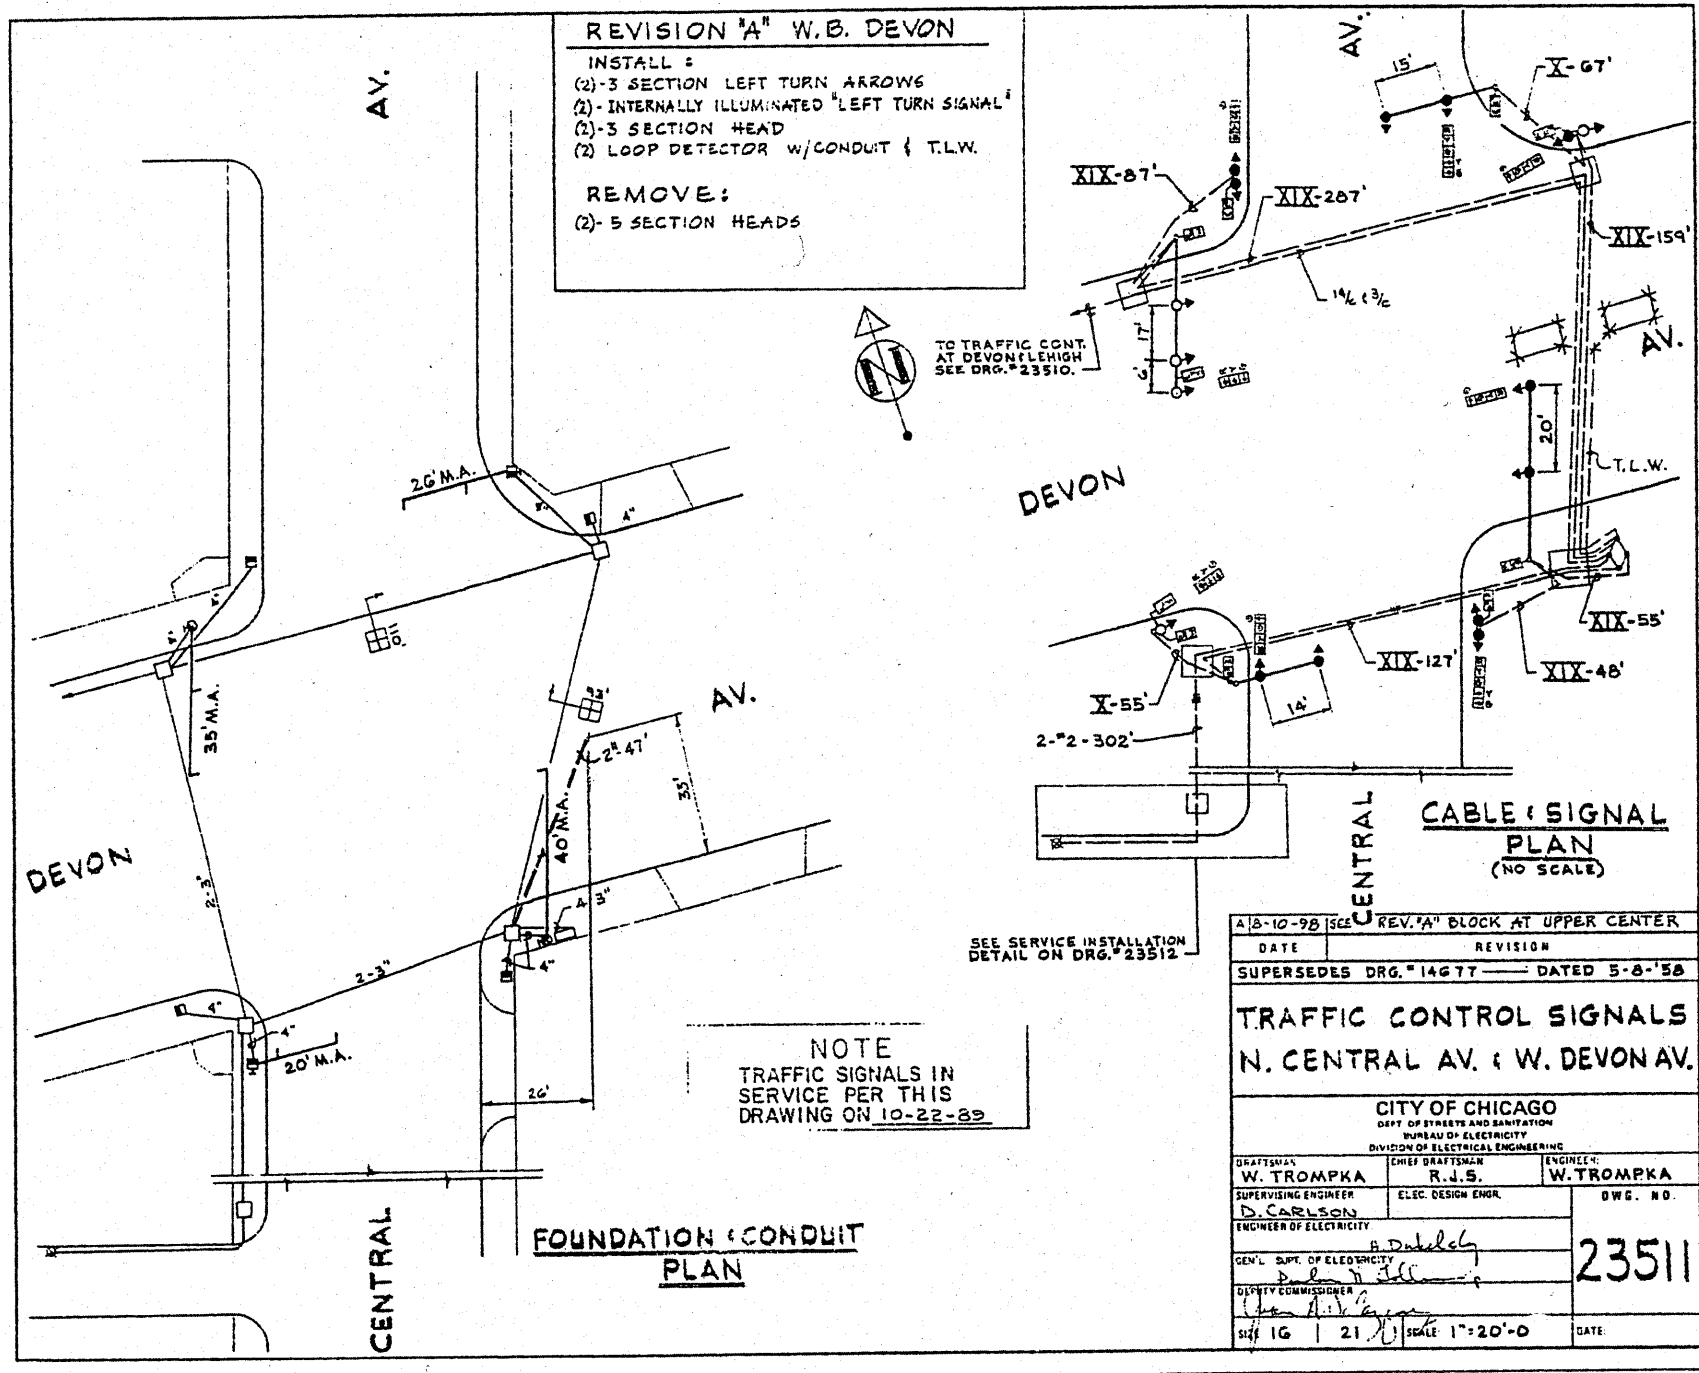 REVISION "A" W.B. DEVON
INSTALL :
(2)-3 SECTION LEFT TURN ARROWS
(2)- INTERNALLY ILLUMINATED "LEFT TURN SIGNAL"
(2)-3 SECTION HEAD
(2) LOOP DETECTOR W/CONDUIT & T.L.W.
REMOVE:
(2)- 5 SECTION HEADS
AV.
26' M.A.
4"
4"
4"
110'
35' M.A.
93'
AV.
2"-47'
35'
40' M.A.
DEVON
2-3"
4-3"
4"
2-3"
4"
4"
20' M.A.
26'
CENTRAL
FOUNDATION & CONDUIT
PLAN
NOTE
TRAFFIC SIGNALS IN
SERVICE PER THIS
DRAWING ON 10-22-89
N
TO TRAFFIC CONT.
AT DEVON & LEHIGH
SEE DRG. #23510.
AV.
15'
X-67'
XIX-87'
XIX-287'
XIX-159'
14/c & 3/c
17'
6'
AV.
20'
T.L.W.
DEVON
XIX-55'
XIX-127'
XIX-48'
X-55'
14'
2-#2-302'
CENTRAL
CABLE & SIGNAL
PLAN
(NO SCALE)
SEE SERVICE INSTALLATION
DETAIL ON DRG. #23512
A 8-10-98 SEE REV. "A" BLOCK AT UPPER CENTER
DATE REVISION
SUPERSEDES DRG. #14677 DATED 5-8-'58
TRAFFIC CONTROL SIGNALS
N. CENTRAL AV. & W. DEVON AV.
CITY OF CHICAGO
DEPT OF STREETS AND SANITATION
BUREAU OF ELECTRICITY
DIVISION OF ELECTRICAL ENGINEERING
DRAFTSMAN CHIEF DRAFTSMAN ENGINEER:
W. TROMPKA R.J.S. W. TROMPKA
SUPERVISING ENGINEER ELEC. DESIGN ENGR. DWG. NO.
D. CARLSON
ENGINEER OF ELECTRICITY
GEN'L SUPT. OF ELECTRICITY
23511
DEPUTY COMMISSIONER
SIZE 16 21 SCALE 1"=20'-0 DATE: